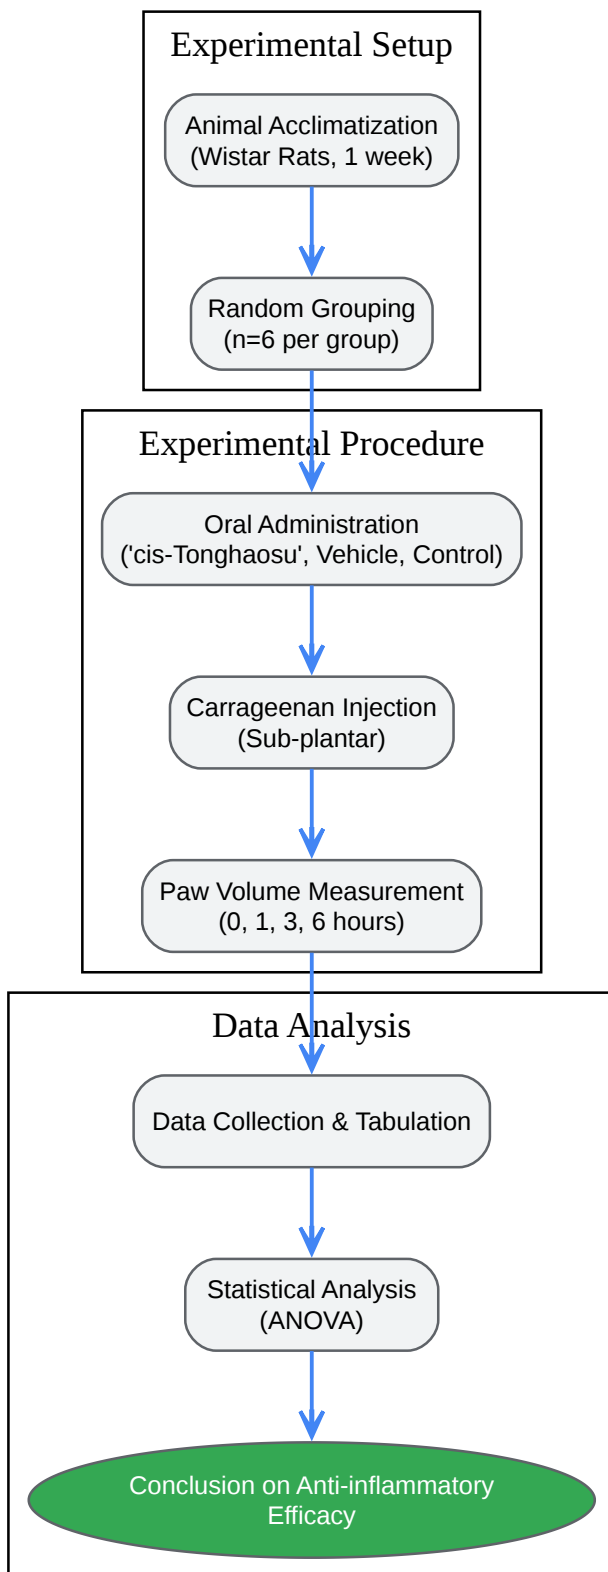 Experimental Setup
Animal Acclimatization
(Wistar Rats, 1 week)
Random Grouping
(n=6 per group)
Experimental Procedure
Oral Administration
('cis-Tonghaosu', Vehicle, Control)
Carrageenan Injection
(Sub-plantar)
Paw Volume Measurement
(0, 1, 3, 6 hours)
Data Analysis
Data Collection & Tabulation
Statistical Analysis
(ANOVA)
Conclusion on Anti-inflammatory
Efficacy